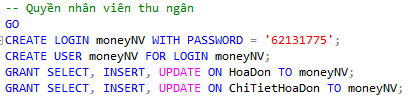 -- Quyền nhân viên thu ngân
GO
CREATE LOGIN moneyNV WITH PASSWORD = '62131775';
CREATE USER moneyNV FOR LOGIN moneyNV;
GRANT SELECT, INSERT, UPDATE ON HoaDon TO moneyNV;
GRANT SELECT, INSERT, UPDATE ON ChiTietHoaDon TO moneyNV;